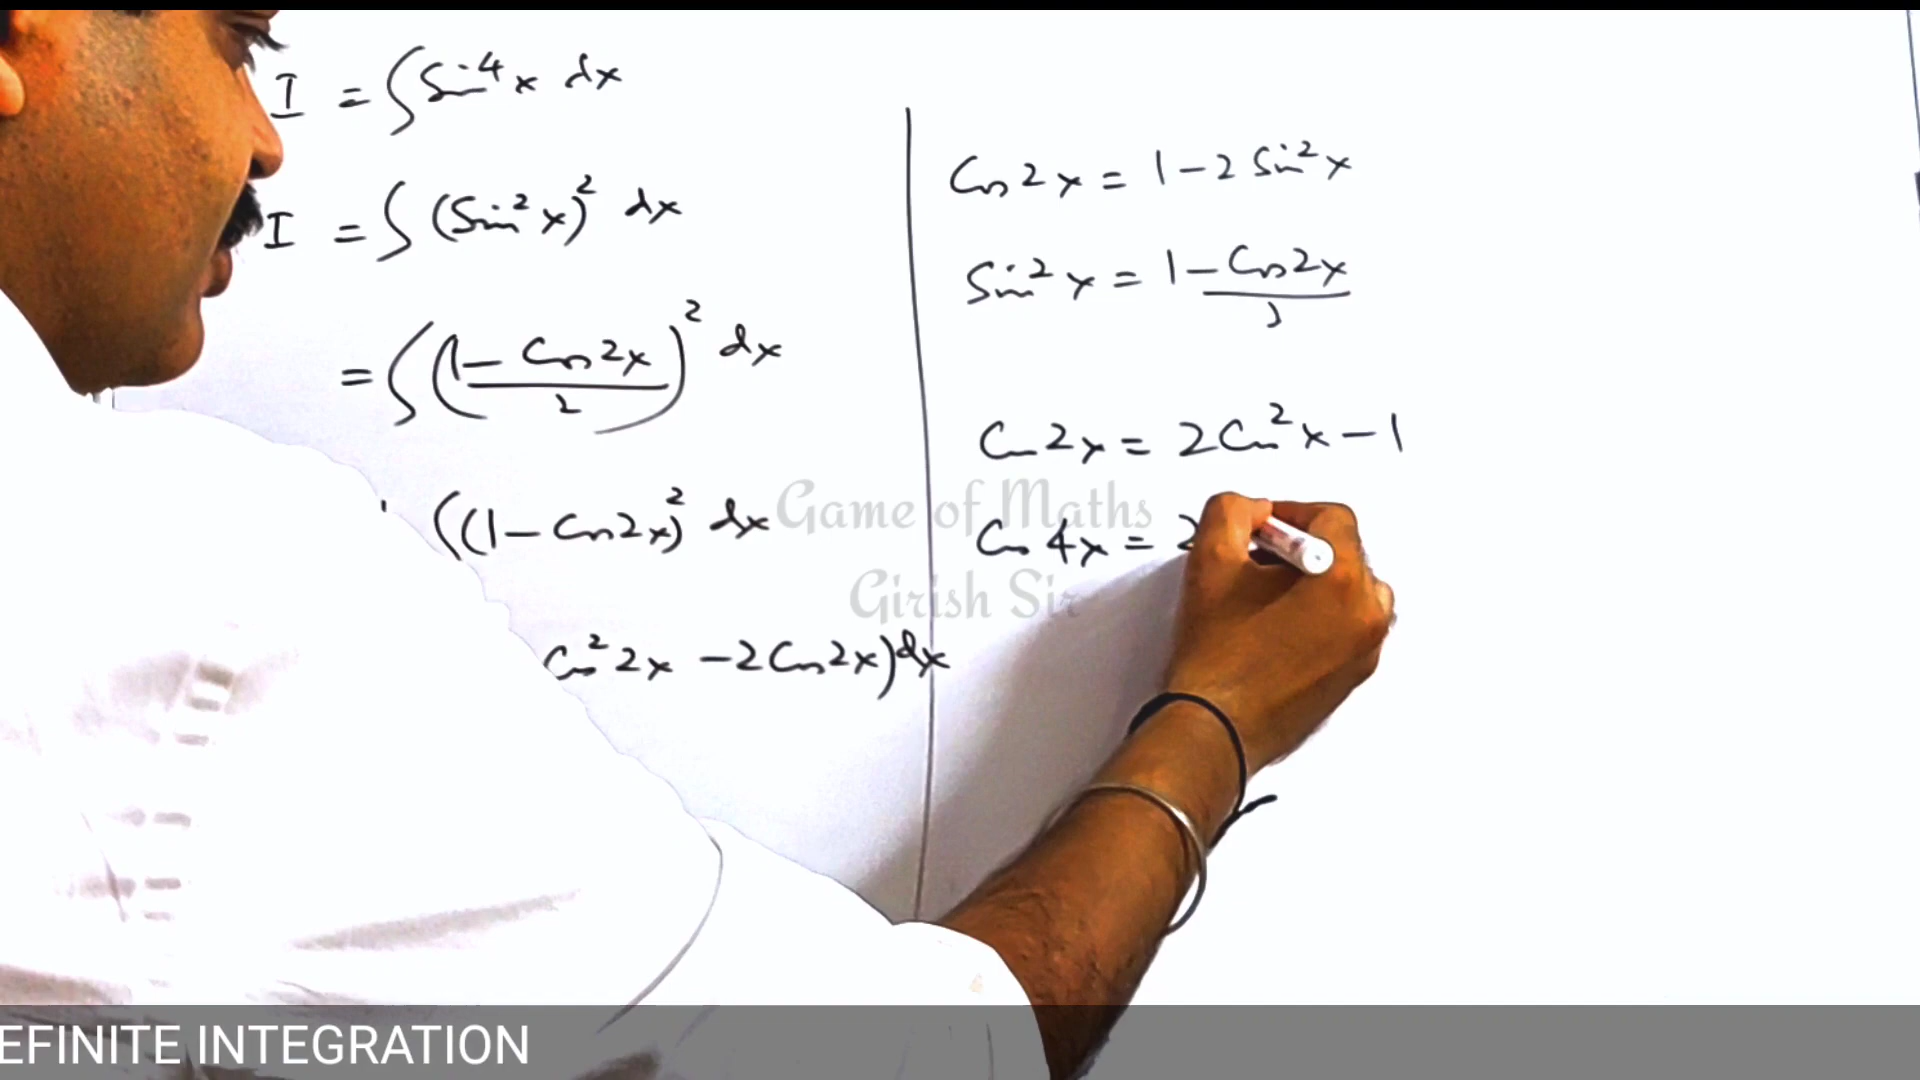 I = ∫ Sin⁴x dx
I = ∫ (Sin²x)² dx
= ∫ ((1 - Cos2x)/2)² dx
∫(1 - Cos2x)² dx
Cos²2x - 2Cos2x) dx
Cos2x = 1 - 2Sin²x
Sin²x = 1 - Cos2x / 2
Cos2x = 2Cos²x - 1
Cos4x = 2
Game of Maths
Girish Sir
EFINITE INTEGRATION